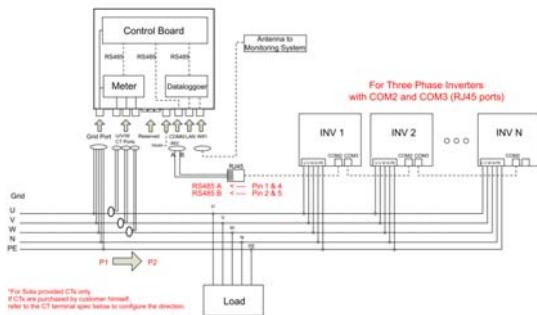 Control Board
RS485
RS485
RS485
Meter
Dataloggoer
Antenna to
Monitoring System
For Three Phase Inverters
with COM2 and COM3 (RJ45 ports)
INV 1
INV 2
INV N
Grid Port
U/V/W
CT Ports
Reserved
COM
LAN
WIFI
A B
RJ45
COM2 COM3
COM2 COM3
COM2
RS485 A <---- Pin 1 & 4
RS485 B <---- Pin 2 & 5
Grid
U
V
W
N
PE
P1
P2
Load
*For Solis provided CTs only.
If CTs are purchased by customer himself,
refer to the CT terminal spec below to configure the direction.